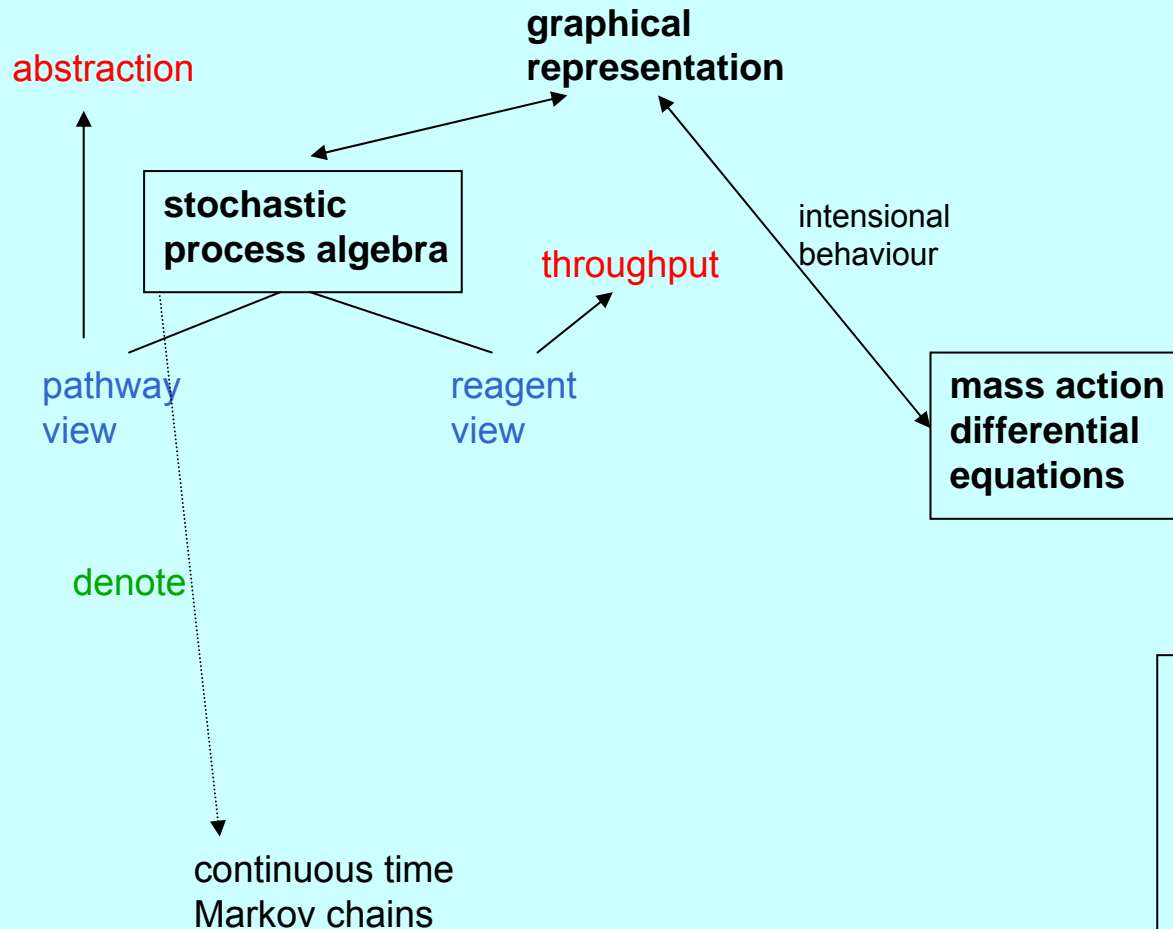 graphical
representation
abstraction
stochastic
process algebra
intensional
behaviour
throughput
pathway
view
reagent
view
mass action
differential
equations
denote
continuous time
Markov chains